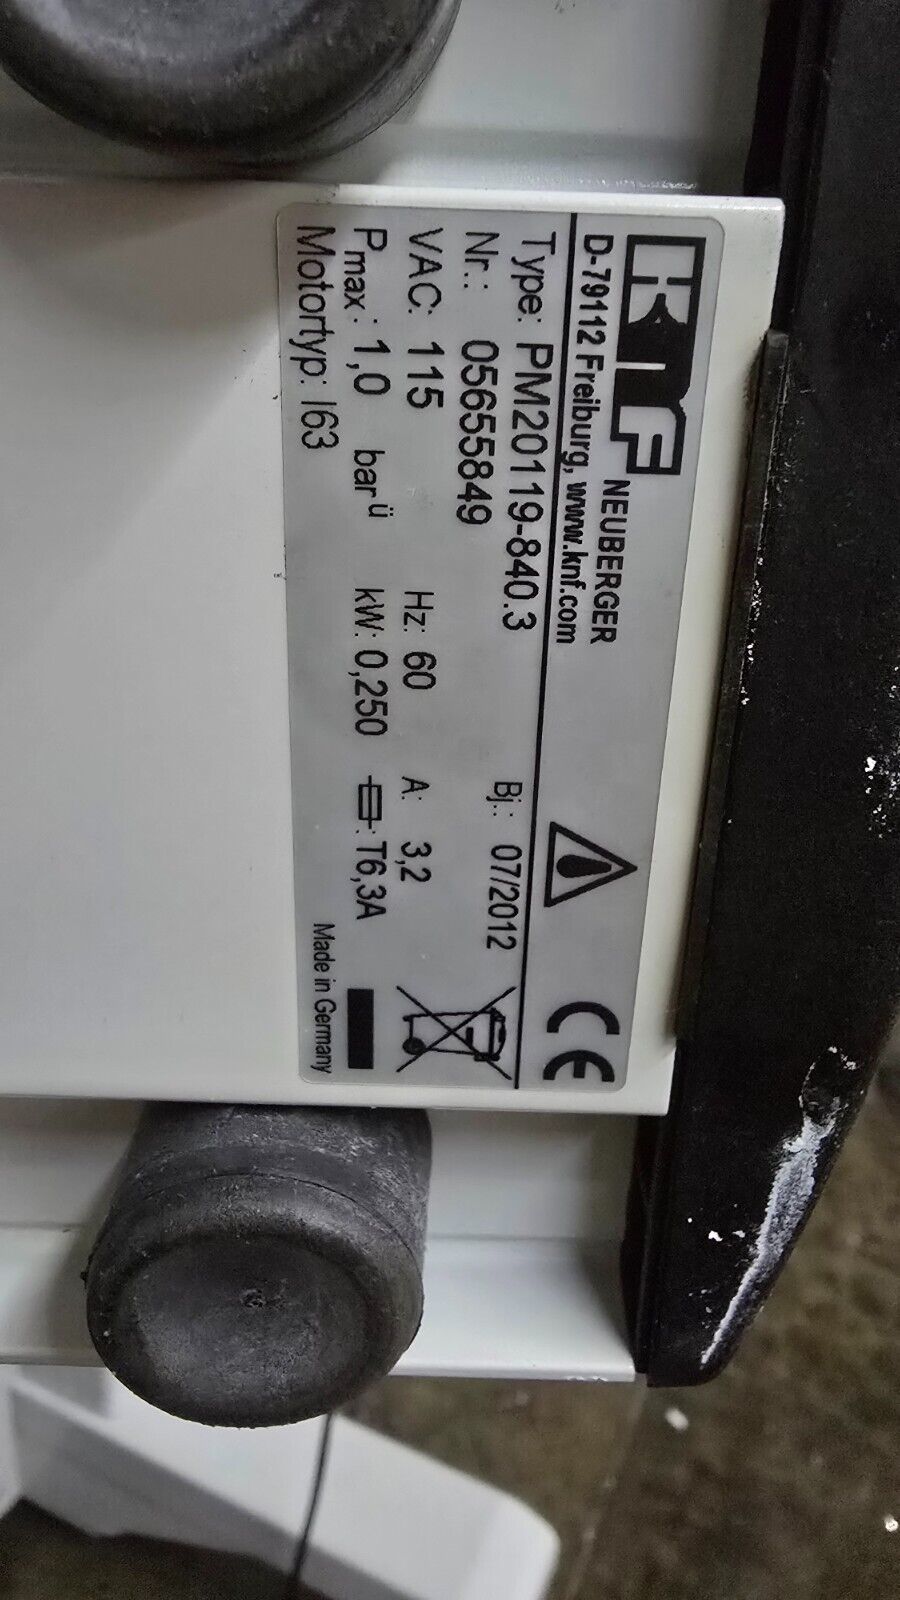 KNF NEUBERGER
D-79112 Freiburg, www.knf.com
CE
Type: PM20119-840.3
Nr.: 05655849 Bj.: 07/2012
VAC: 115 Hz: 60 A: 3,2
Pmax.: 1,0 barü kW: 0,250 T6,3A
Motortyp: I63 Made in Germany